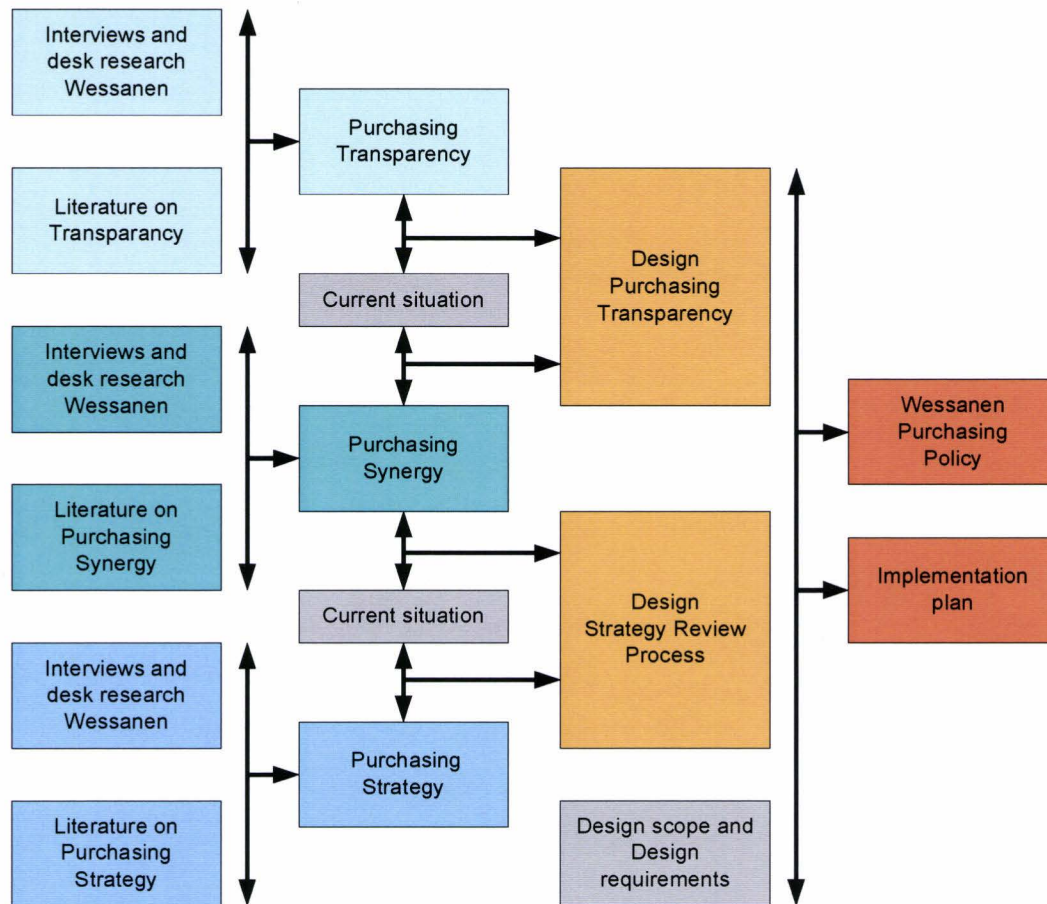 Interviews and
desk research
Wessanen
Literature on
Transparancy
Interviews and
desk research
Wessanen
Literature on
Purchasing
Synergy
Interviews and
desk research
Wessanen
Literature on
Purchasing
Strategy
Purchasing
Transparency
Current situation
Purchasing
Synergy
Current situation
Purchasing
Strategy
Design
Purchasing
Transparency
Design
Strategy Review
Process
Design scope and
Design
requirements
Wessanen
Purchasing
Policy
Implementation
plan